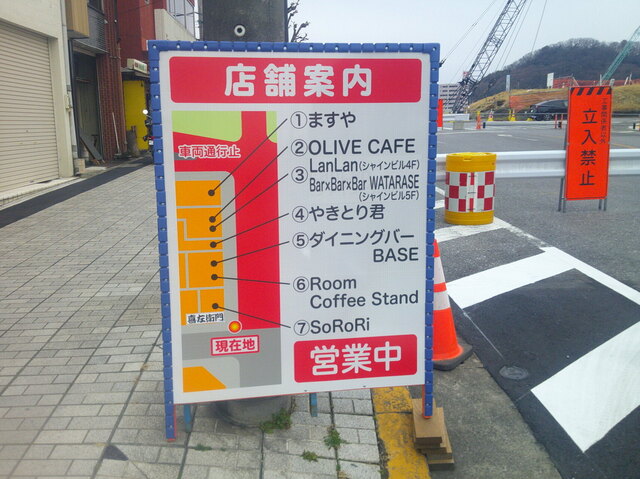 店舗案内
車両通行止
①ますや
②OLIVE CAFE
③LanLan(シャインビル4F)
Bar×Bar×Bar WATARASE
(シャインビル5F)
④やきとり君
⑤ダイニングバー
BASE
⑥Room
Coffee Stand
⑦SoRoRi
喜左衛門
現在地
営業中
立入禁止